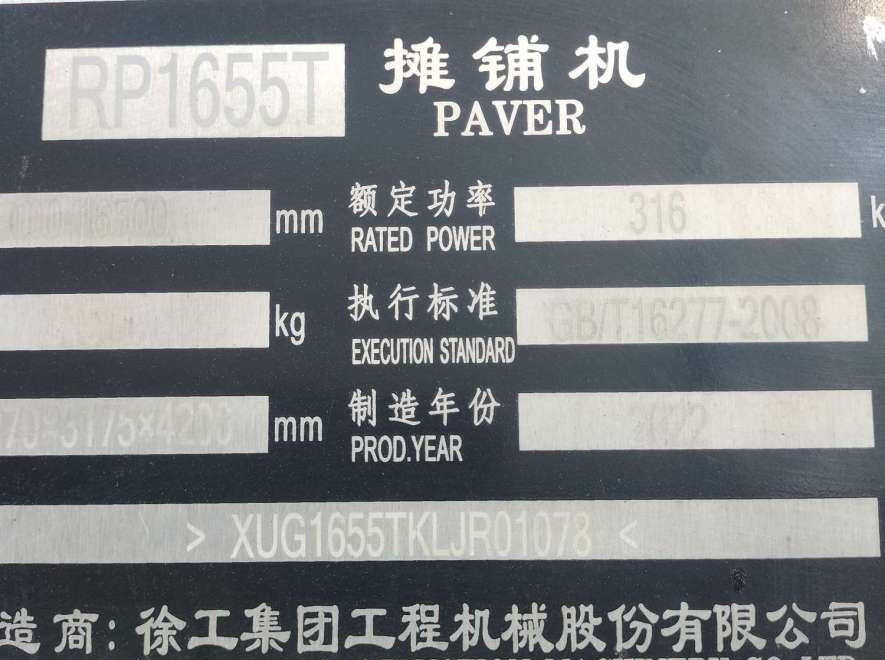 RP1655T 摊铺机
PAVER
mm 额定功率 316
RATED POWER
kg 执行标准 GB/T16277-2008
EXECUTION STANDARD
mm 制造年份
PROD.YEAR
> XUG1655TKLJR01078 <
造商:徐工集团工程机械股份有限公司